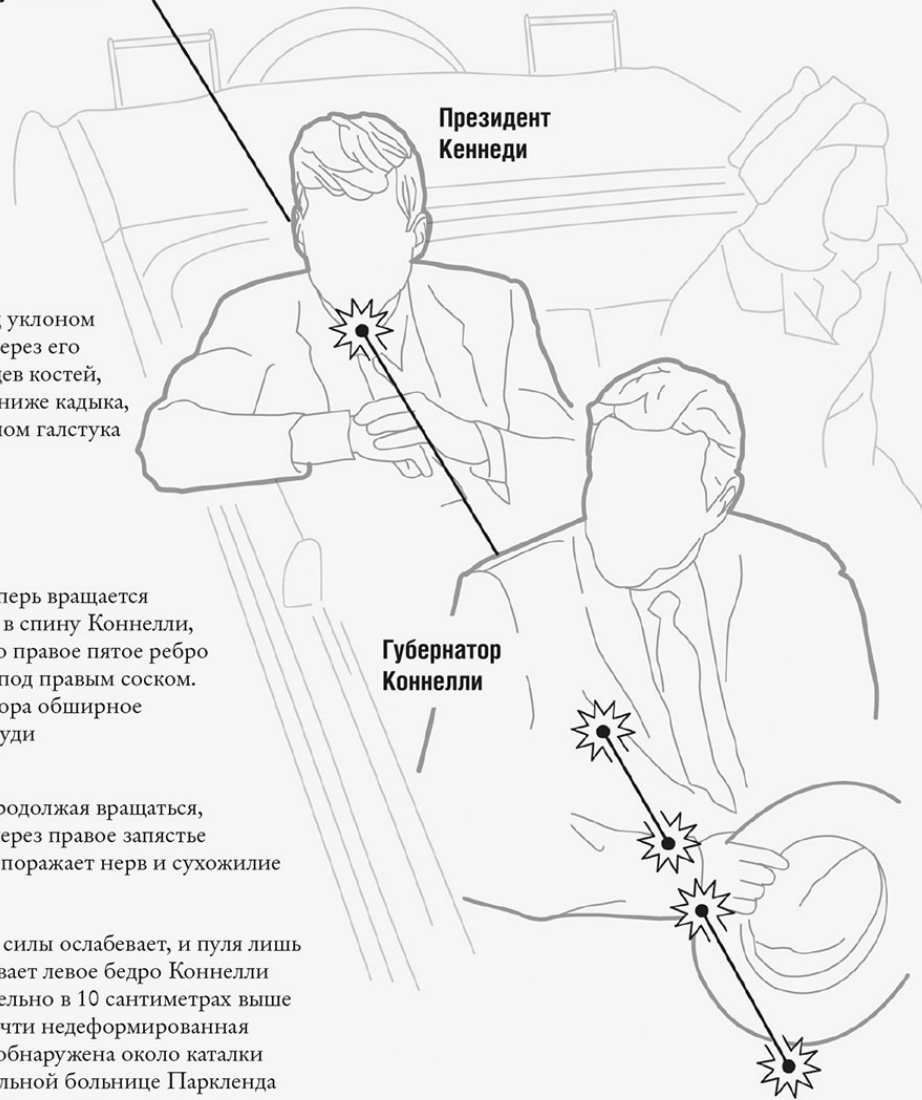 Президент
Кеннеди
уклоном
ерез его
дев костей,
ниже кадыка,
лом галстука
перь вращается
в спину Коннелли,
о правое пятое ребро
под правым соском.
ора обширное
уди
Губернатор
Коннелли
родолжая вращаться,
ерез правое запястье
поражает нерв и сухожилие
силы ослабевает, и пуля лишь
вает левое бедро Коннелли
ельно в 10 сантиметрах выше
чти недеформированная
обнаружена около каталки
льной больнице Паркленда